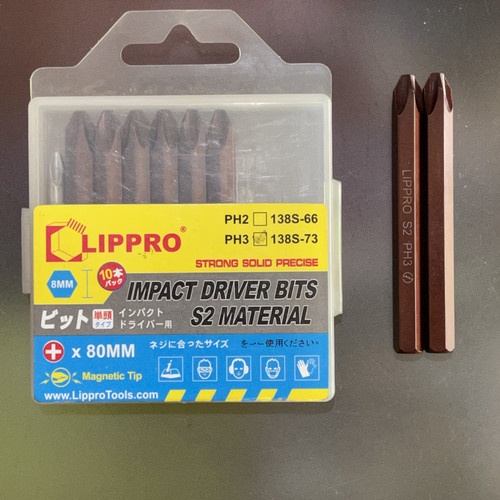 LIPPRO®
PH2 138S-66
PH3 138S-73
STRONG SOLID PRECISE
8MM
10本
パック
IMPACT DRIVER BITS
S2 MATERIAL
ビット
単頭
タイプ
インパクト
ドライバー用
x 80MM
ネジに合ったサイズ
使用ください
Magnetic Tip
www.LipproTools.com
LIPPRO S2 PH3